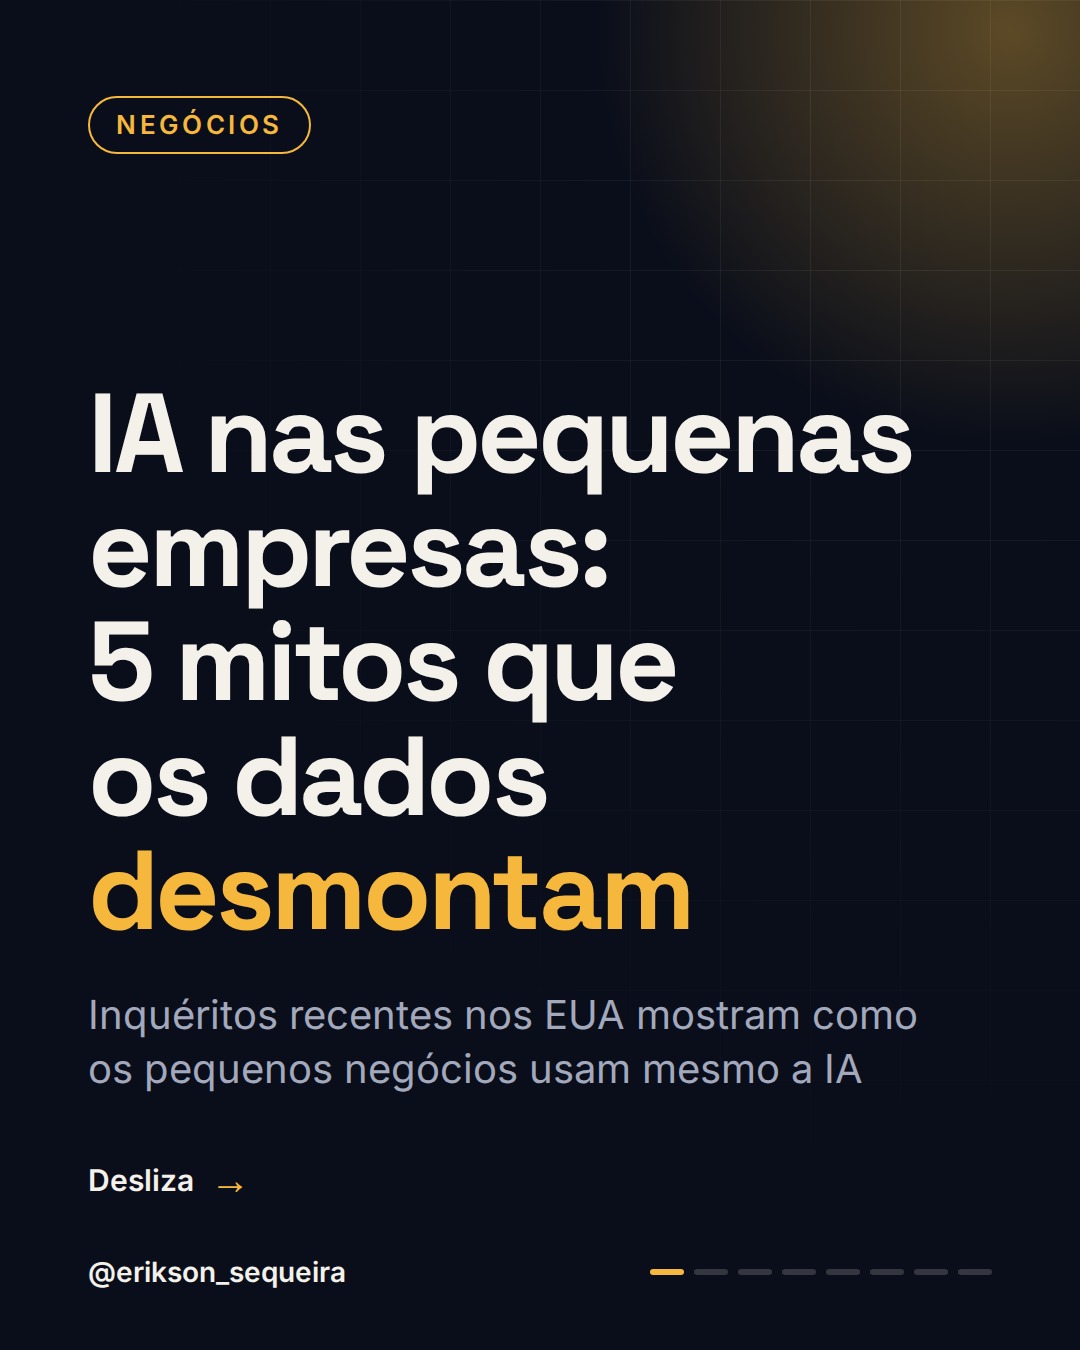 NEGÓCIOS
IA nas pequenas
empresas:
5 mitos que
os dados
desmontam
Inquéritos recentes nos EUA mostram como
os pequenos negócios usam mesmo a IA
Desliza →
@erikson_sequeira